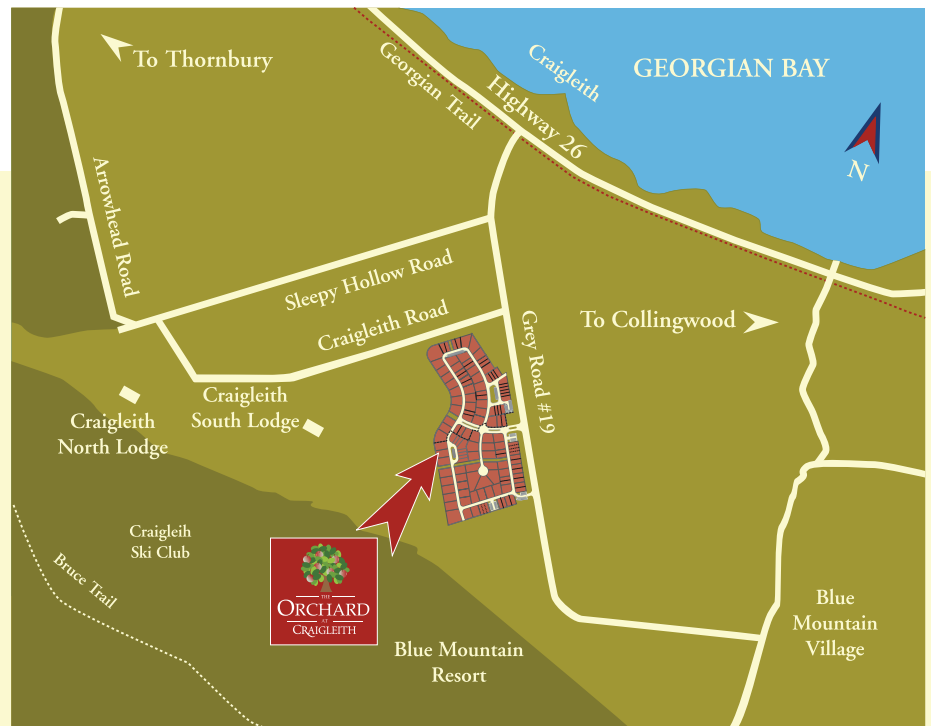 To Thornbury
Georgian Trail
Highway 26
Craigleith
GEORGIAN BAY
N
Arrowhead Road
Sleepy Hollow Road
Craigleith Road
Grey Road #19
To Collingwood
Craigleith
South Lodge
Craigleith
North Lodge
Craigleih
Ski Club
Bruce Trail
THE
ORCHARD
AT
CRAIGLEITH
Blue Mountain
Resort
Blue
Mountain
Village